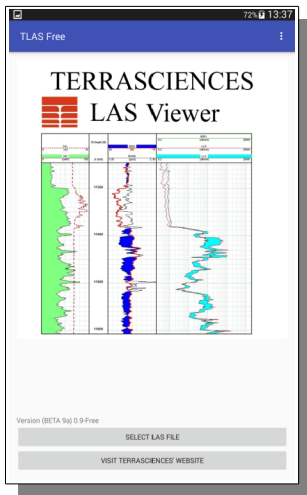 72% 13:37
TLAS Free
TERRASCIENCES
LAS Viewer
Version (BETA 9a) 0.9-Free
SELECT LAS FILE
VISIT TERRASCIENCES' WEBSITE